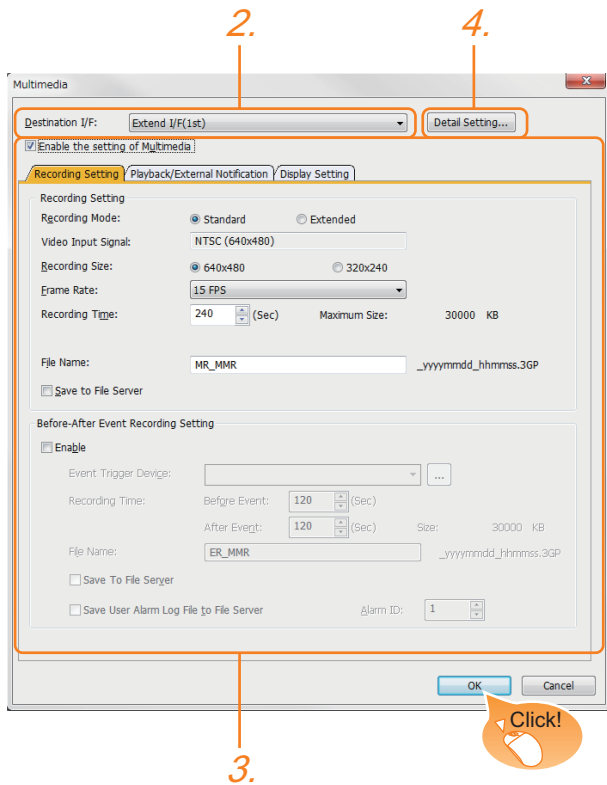 2. 4.
Multimedia x
Destination I/F: Extend I/F(1st) Detail Setting...
Enable the setting of Multimedia
Recording Setting Playback/External Notification Display Setting
Recording Setting
Recording Mode: Standard Extended
Video Input Signal: NTSC (640x480)
Recording Size: 640x480 320x240
Frame Rate: 15 FPS
Recording Time: 240 (Sec) Maximum Size: 30000 KB
File Name: MR_MMR _yyyymmdd_hhmmss.3GP
Save to File Server
Before-After Event Recording Setting
Enable
Event Trigger Device: ...
Recording Time: Before Event: 120 (Sec)
After Event: 120 (Sec) Size: 30000 KB
File Name: ER_MMR _yyyymmdd_hhmmss.3GP
Save To File Server
Save User Alarm Log File to File Server Alarm ID: 1
OK Cancel
Click!
3.